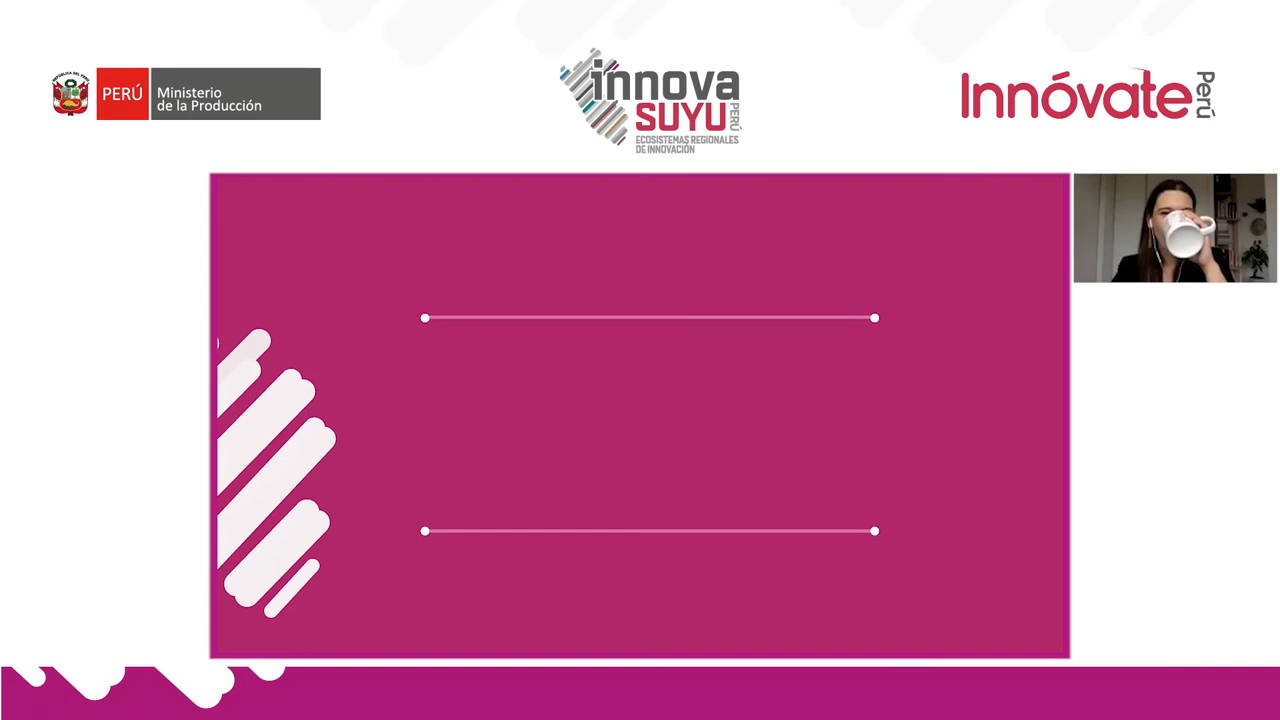 REPÚBLICA DEL PERÚ
PERÚ
Ministerio
de la Producción
innova
SUYU
PERÚ
ECOSISTEMAS REGIONALES
DE INNOVACIÓN
Innóvate
Perú